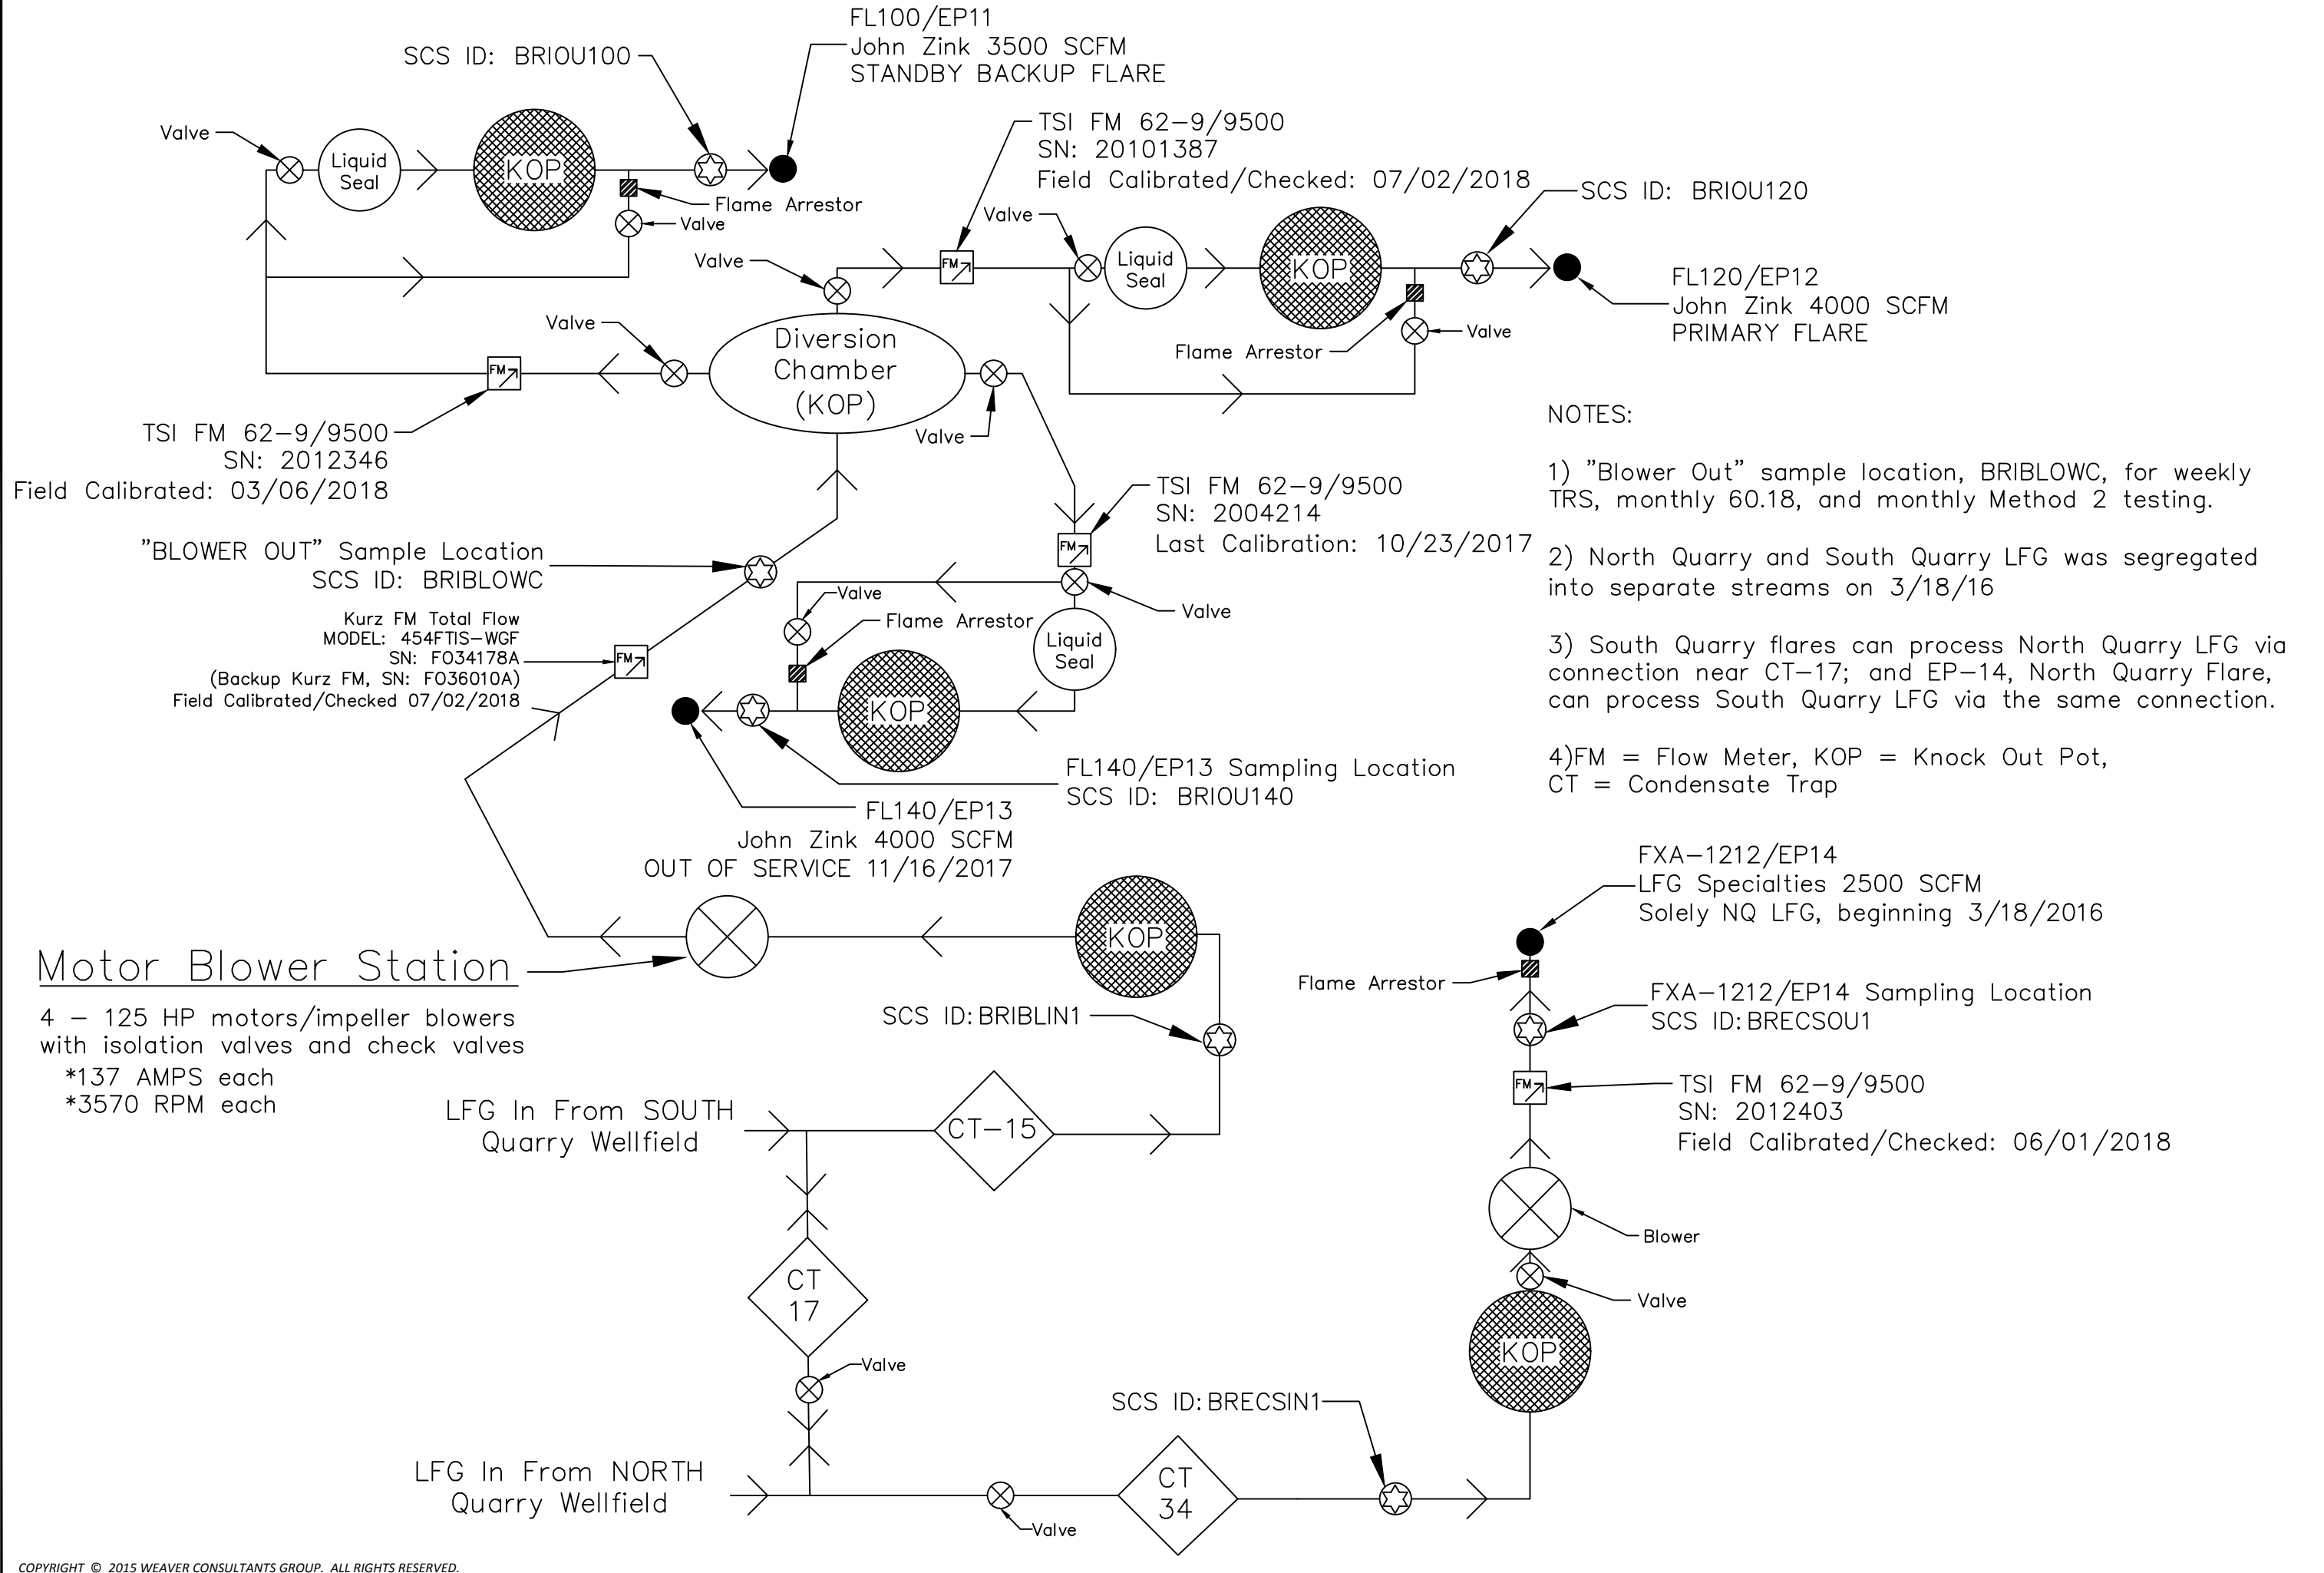 FL100/EP11
John Zink 3500 SCFM
STANDBY BACKUP FLARE
SCS ID: BRIOU100
Valve
Liquid
Seal
KOP
Flame Arrestor
Valve
TSI FM 62-9/9500
SN: 20101387
Field Calibrated/Checked: 07/02/2018
SCS ID: BRIOU120
Valve
Valve
FM
Liquid
Seal
KOP
FL120/EP12
John Zink 4000 SCFM
PRIMARY FLARE
Valve
Flame Arrestor
Valve
FM
Diversion
Chamber
(KOP)
Valve
TSI FM 62-9/9500
SN: 2012346
Field Calibrated: 03/06/2018
NOTES:
1) "Blower Out" sample location, BRIBLOWC, for weekly
TRS, monthly 60.18, and monthly Method 2 testing.
2) North Quarry and South Quarry LFG was segregated
into separate streams on 3/18/16
3) South Quarry flares can process North Quarry LFG via
connection near CT-17; and EP-14, North Quarry Flare,
can process South Quarry LFG via the same connection.
4)FM = Flow Meter, KOP = Knock Out Pot,
CT = Condensate Trap
TSI FM 62-9/9500
SN: 2004214
Last Calibration: 10/23/2017
FM
"BLOWER OUT" Sample Location
SCS ID: BRIBLOWC
Valve
Valve
Flame Arrestor
Liquid
Seal
Kurz FM Total Flow
MODEL: 454FTIS-WGF
SN: FO34178A
(Backup Kurz FM, SN: FO36010A)
Field Calibrated/Checked 07/02/2018
FM
KOP
FL140/EP13 Sampling Location
SCS ID: BRIOU140
FL140/EP13
John Zink 4000 SCFM
OUT OF SERVICE 11/16/2017
FXA-1212/EP14
LFG Specialties 2500 SCFM
Solely NQ LFG, beginning 3/18/2016
KOP
Motor Blower Station
4 - 125 HP motors/impeller blowers
with isolation valves and check valves
*137 AMPS each
*3570 RPM each
SCS ID: BRIBLIN1
Flame Arrestor
FXA-1212/EP14 Sampling Location
SCS ID: BRECSOU1
FM
TSI FM 62-9/9500
SN: 2012403
Field Calibrated/Checked: 06/01/2018
LFG In From SOUTH
Quarry Wellfield
CT-15
Blower
Valve
CT
17
KOP
Valve
SCS ID: BRECSIN1
LFG In From NORTH
Quarry Wellfield
CT
34
Valve
COPYRIGHT © 2015 WEAVER CONSULTANTS GROUP. ALL RIGHTS RESERVED.